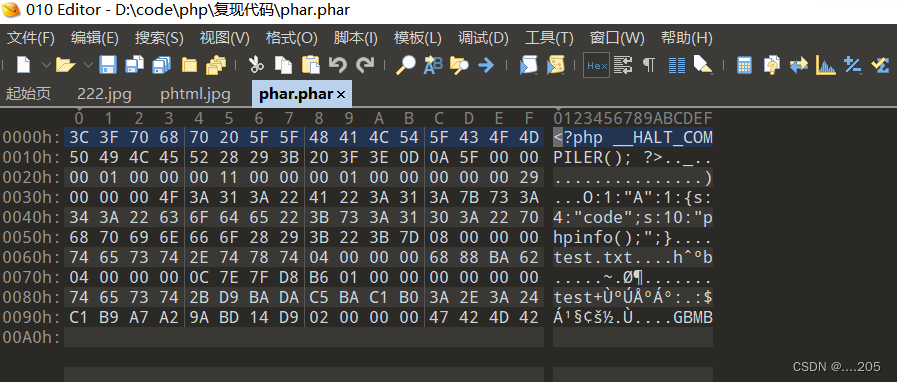 010 Editor - D:\code\php\复现代码\phar.phar
文件(F) 编辑(E) 搜索(S) 视图(V) 格式(O) 脚本(I) 模板(L) 调试(D) 工具(T) 窗口(W) 帮助(H)
Hex
起始页 222.jpg phtml.jpg phar.phar ×
0 1 2 3 4 5 6 7 8 9 A B C D E F 0123456789ABCDEF
0000h: 3C 3F 70 68 70 20 5F 5F 48 41 4C 54 5F 43 4F 4D <?php __HALT_COM
0010h: 50 49 4C 45 52 28 29 3B 20 3F 3E 0D 0A 5F 00 00 PILER(); ?>.._..
0020h: 00 01 00 00 00 11 00 00 00 01 00 00 00 00 00 29 ...............)
0030h: 00 00 00 4F 3A 31 3A 22 41 22 3A 31 3A 7B 73 3A ...O:1:"A":1:{s:
0040h: 34 3A 22 63 6F 64 65 22 3B 73 3A 31 30 3A 22 70 4:"code";s:10:"p
0050h: 68 70 69 6E 66 6F 28 29 3B 22 3B 7D 08 00 00 00 hpinfo();";}....
0060h: 74 65 73 74 2E 74 78 74 04 00 00 00 68 88 BA 62 test.txt....hˆºb
0070h: 04 00 00 00 0C 7E 7F D8 B6 01 00 00 00 00 00 00 .....~.Ø¶.......
0080h: 74 65 73 74 2B D9 BA DA C5 BA C1 B0 3A 2E 3A 24 test+ÙºÚÅºÁ°:.:$
0090h: C1 B9 A7 A2 9A BD 14 D9 02 00 00 00 47 42 4D 42 Á¹§¢š½.Ù....GBMB
00A0h:
CSDN @....205